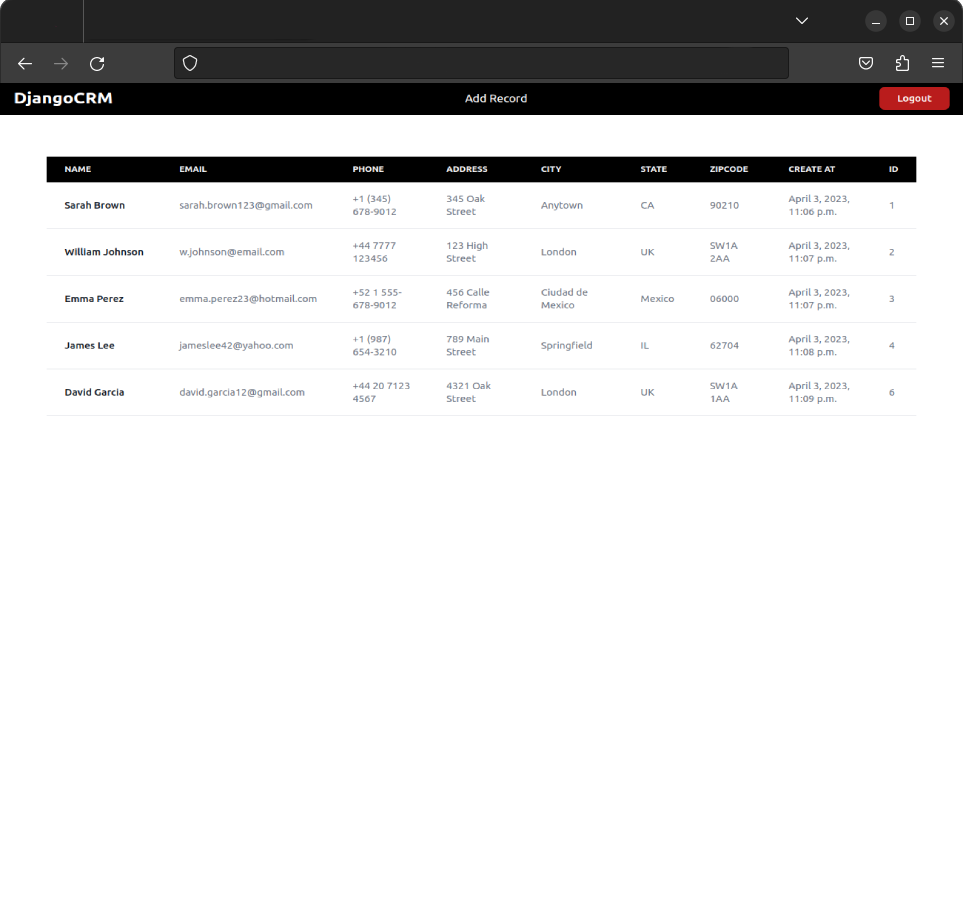 DjangoCRM Add Record Logout
NAME EMAIL PHONE ADDRESS CITY STATE ZIPCODE CREATE AT ID
Sarah Brown sarah.brown123@gmail.com +1 (345) 678-9012 345 Oak Street Anytown CA 90210 April 3, 2023, 11:06 p.m. 1
William Johnson w.johnson@email.com +44 7777 123456 123 High Street London UK SW1A 2AA April 3, 2023, 11:07 p.m. 2
Emma Perez emma.perez23@hotmail.com +52 1 555-678-9012 456 Calle Reforma Ciudad de Mexico Mexico 06000 April 3, 2023, 11:07 p.m. 3
James Lee jameslee42@yahoo.com +1 (987) 654-3210 789 Main Street Springfield IL 62704 April 3, 2023, 11:08 p.m. 4
David Garcia david.garcia12@gmail.com +44 20 7123 4567 4321 Oak Street London UK SW1A 1AA April 3, 2023, 11:09 p.m. 6